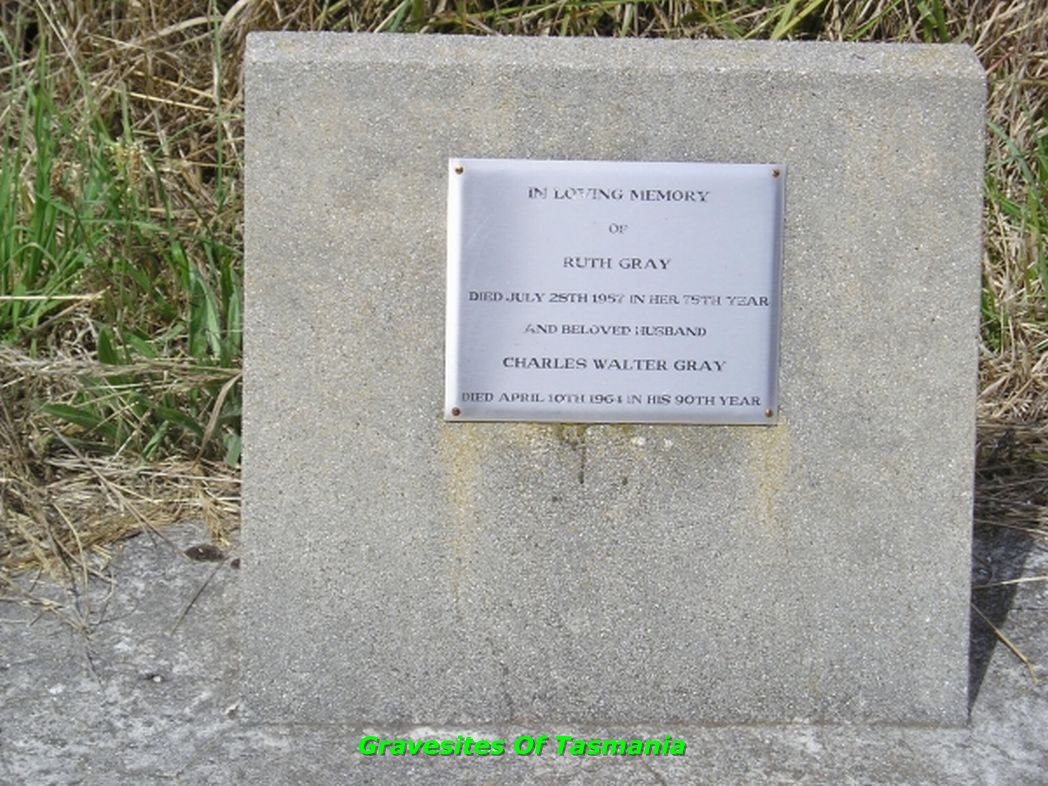 IN LOVING MEMORY
OF
RUTH GRAY
DIED JULY 28TH 1957 IN HER 75TH YEAR
AND BELOVED HUSBAND
CHARLES WALTER GRAY
DIED APRIL 10TH 1964 IN HIS 90TH YEAR
Gravesites Of Tasmania